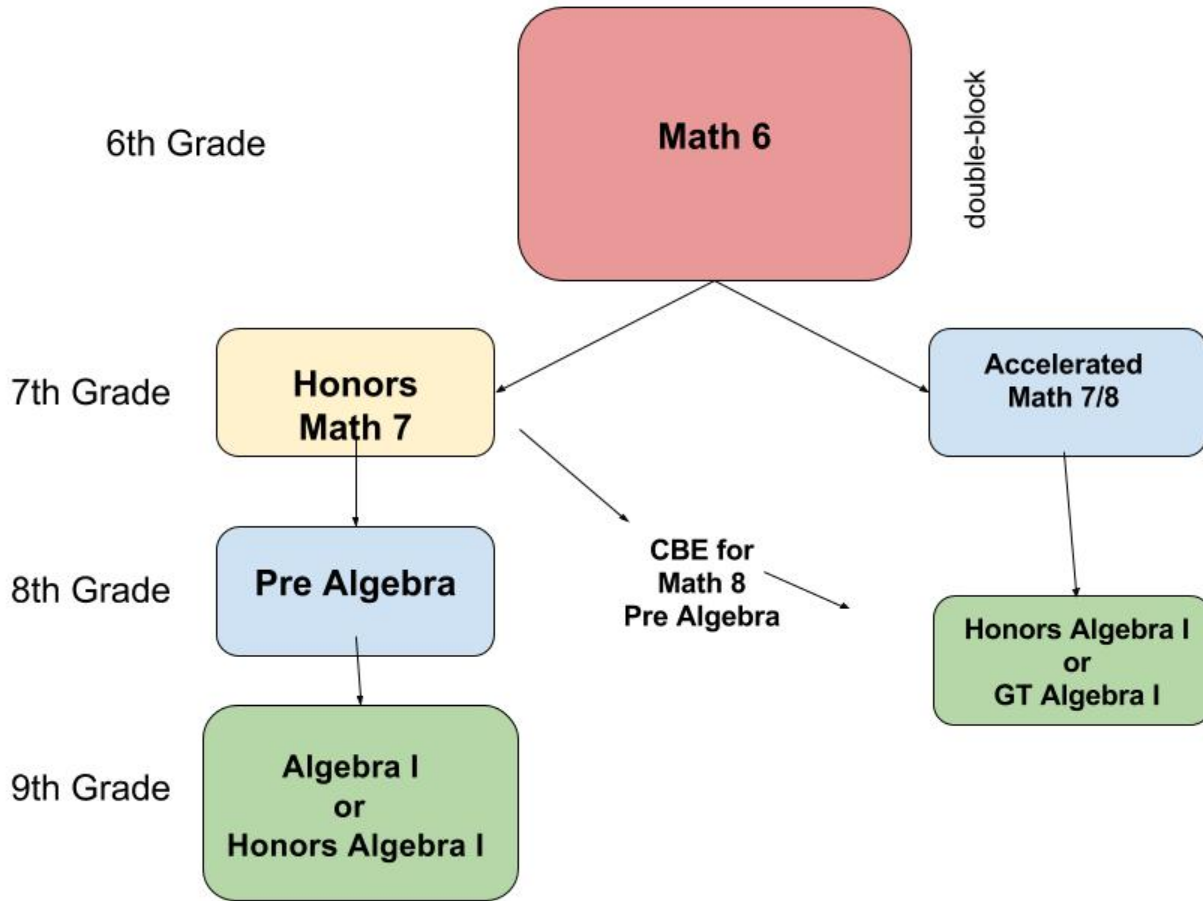 6th Grade
Math 6
double-block
7th Grade
Honors
Math 7
Accelerated
Math 7/8
8th Grade
Pre Algebra
CBE for
Math 8
Pre Algebra
Honors Algebra I
or
GT Algebra I
9th Grade
Algebra I
or
Honors Algebra I